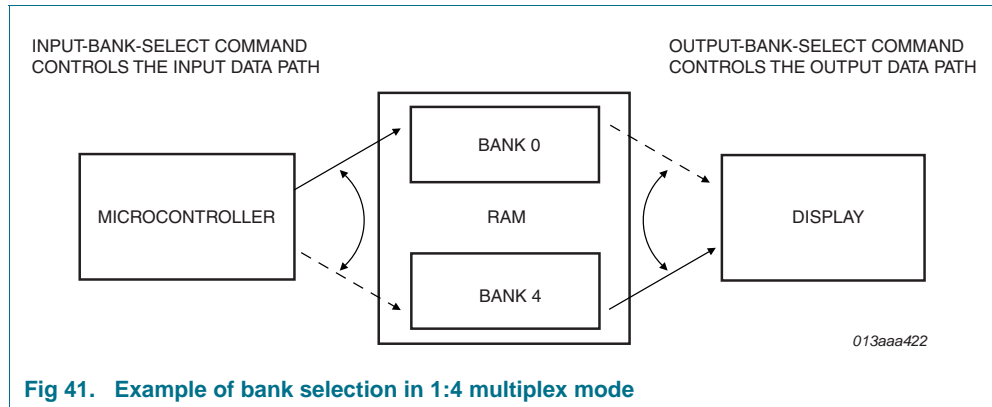 INPUT-BANK-SELECT COMMAND
CONTROLS THE INPUT DATA PATH
OUTPUT-BANK-SELECT COMMAND
CONTROLS THE OUTPUT DATA PATH
BANK 0
MICROCONTROLLER
RAM
DISPLAY
BANK 4
013aaa422
Fig 41. Example of bank selection in 1:4 multiplex mode